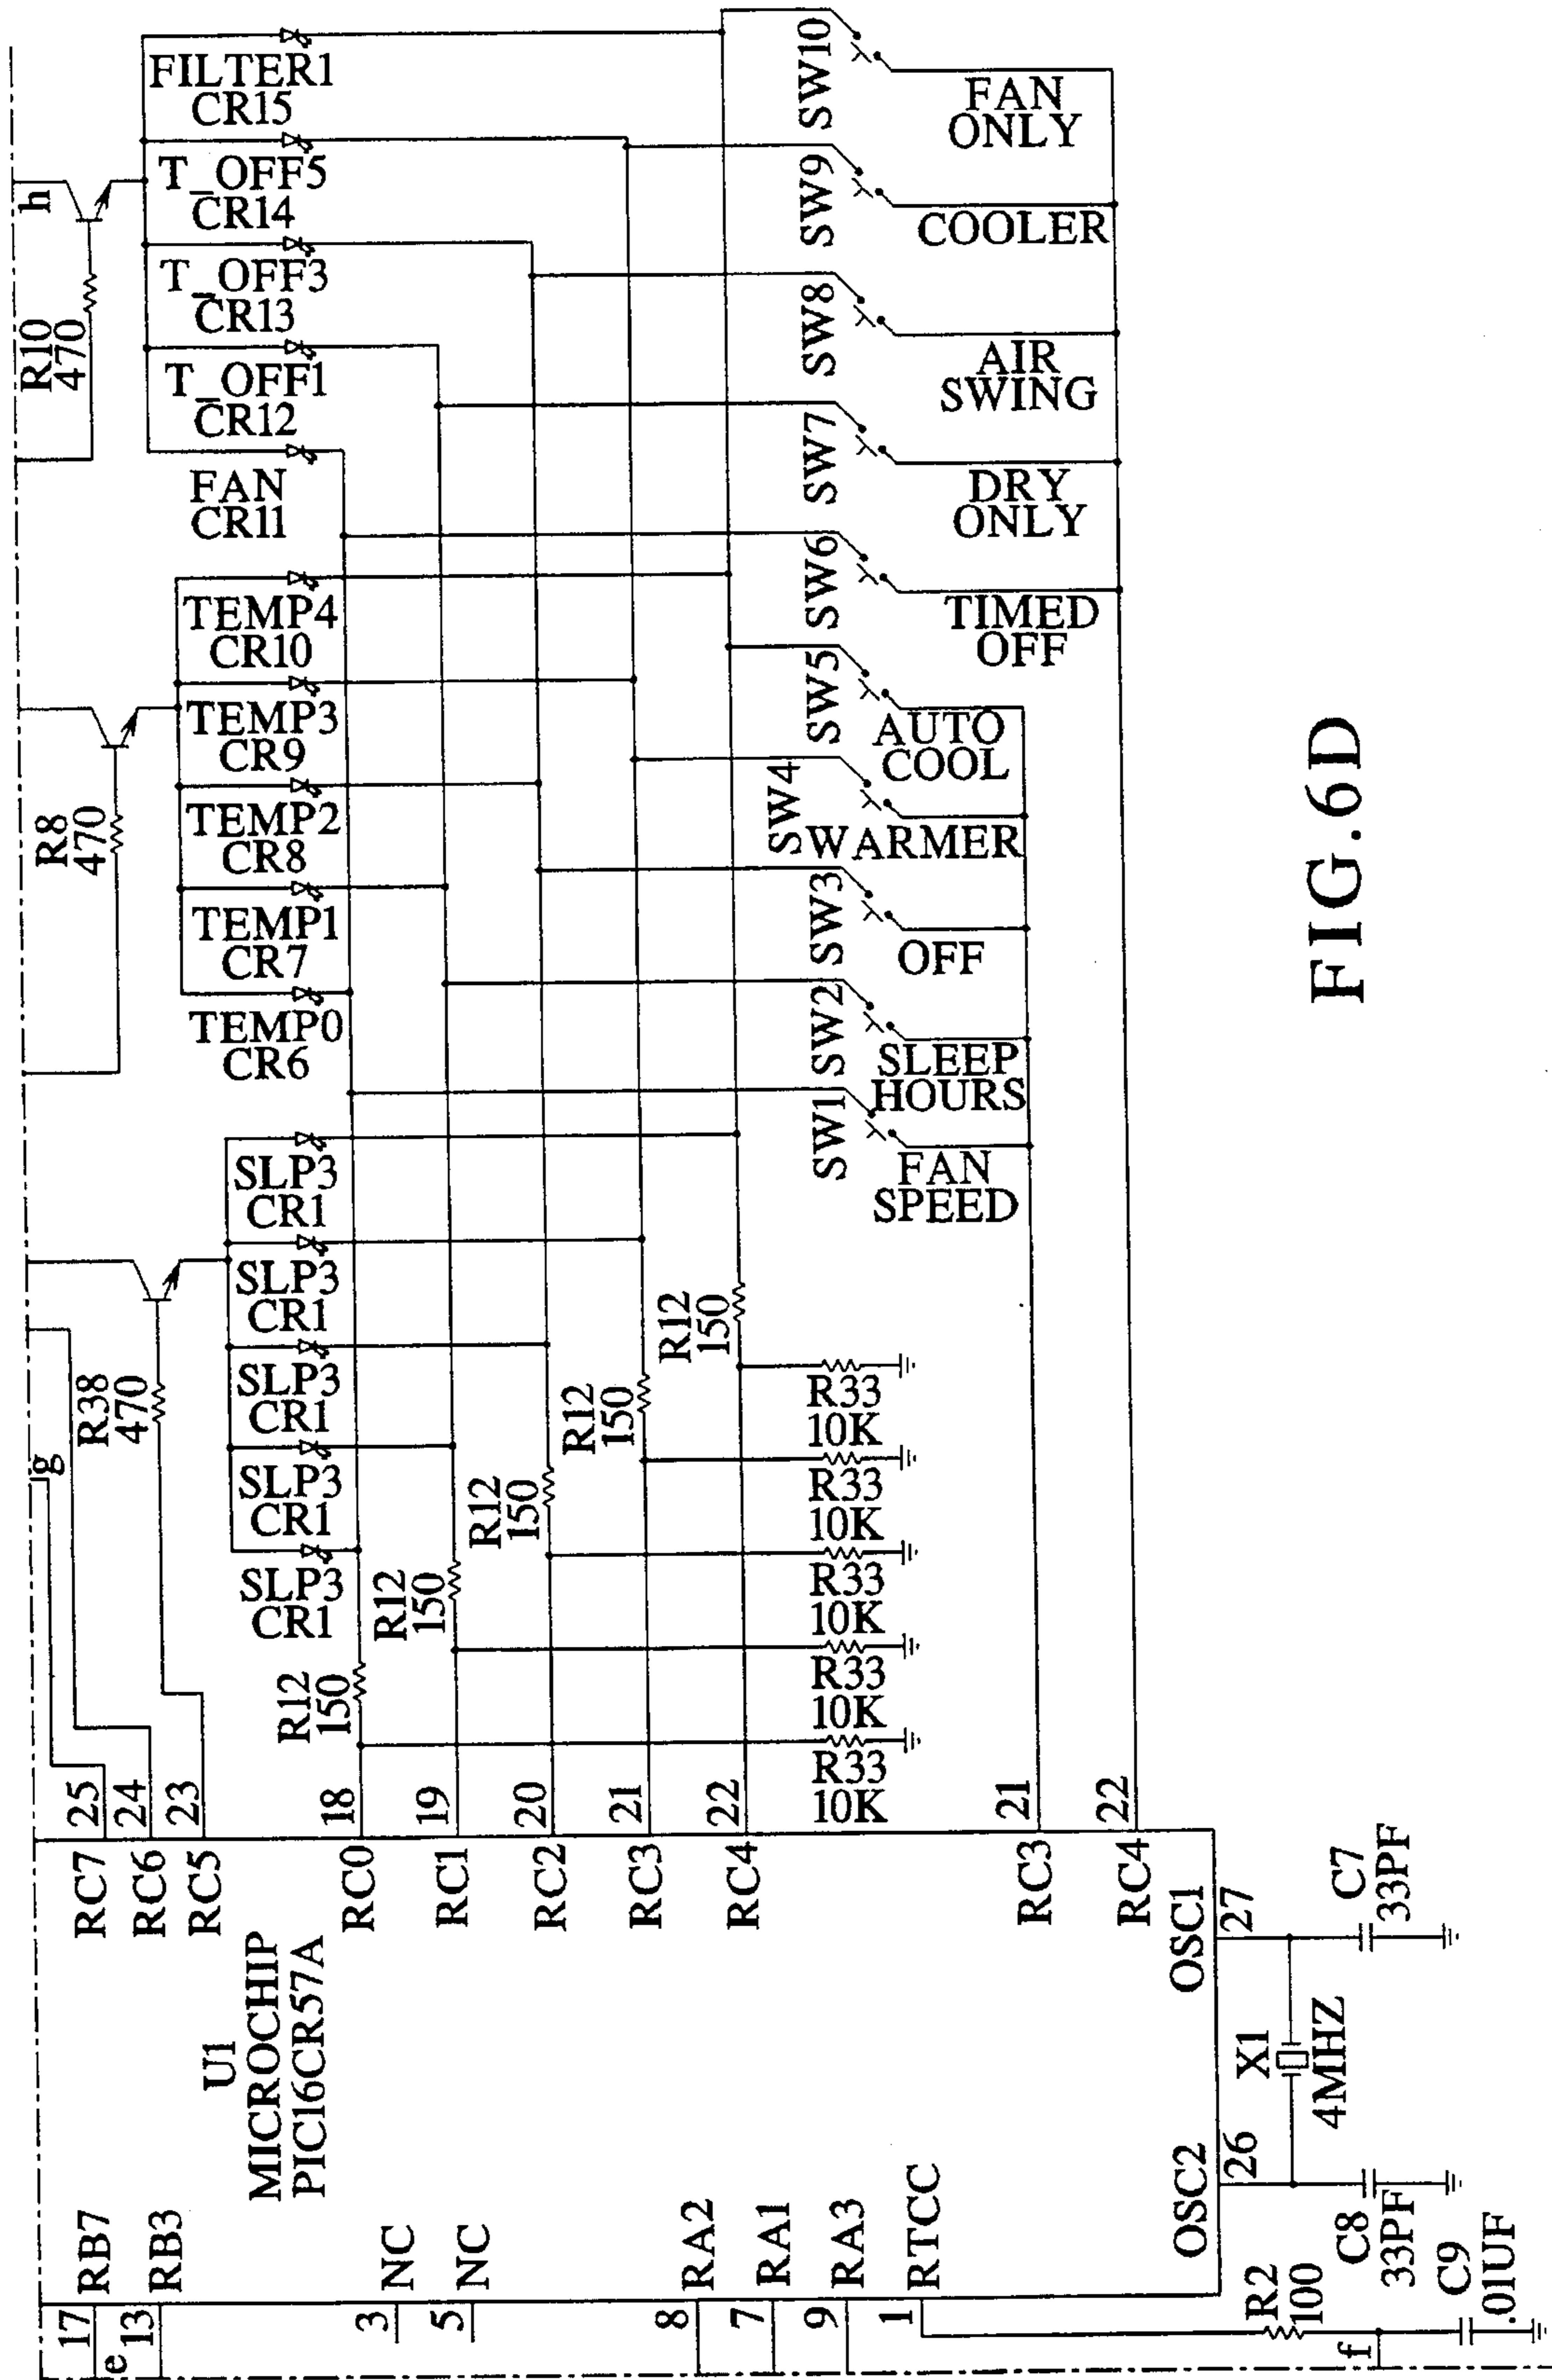 FILTER1
CR15
T_OFF5
CR14
T_OFF3
CR13
T_OFF1
CR12
FAN
CR11
h
R10
470
TEMP4
CR10
TEMP3
CR9
TEMP2
CR8
TEMP1
CR7
TEMP0
CR6
R8
470
SLP3
CR1
SLP3
CR1
SLP3
CR1
SLP3
CR1
SLP3
CR1
R38
470
g
SW10
FAN
ONLY
SW9
COOLER
SW8
AIR
SWING
SW7
DRY
ONLY
SW6
TIMED
OFF
SW5
AUTO
COOL
SW4
WARMER
SW3
OFF
SW2
SLEEP
HOURS
SW1
FAN
SPEED
R12
150
R12
150
R12
150
R12
150
R12
150
R33
10K
R33
10K
R33
10K
R33
10K
R33
10K
25
24
23
18
19
20
21
22
21
22
RC7
RC6
RC5
RC0
RC1
RC2
RC3
RC4
RC3
RC4
U1
MICROCHIP
PIC16CR57A
OSC1
27
C7
33PF
X1
4MHZ
OSC2
26
C8
33PF
C9
.01UF
R2
100
RB7
RB3
NC
NC
RA2
RA1
RA3
RTCC
17
13
3
5
8
7
9
1
e
f
FIG.6D